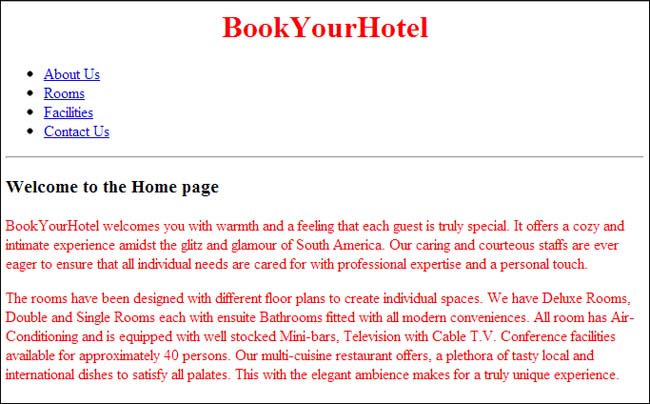 BookYourHotel
About Us
Rooms
Facilities
Contact Us
Welcome to the Home page
BookYourHotel welcomes you with warmth and a feeling that each guest is truly special. It offers a cozy and
intimate experience amidst the glitz and glamour of South America. Our caring and courteous staffs are ever
eager to ensure that all individual needs are cared for with professional expertise and a personal touch.
The rooms have been designed with different floor plans to create individual spaces. We have Deluxe Rooms,
Double and Single Rooms each with ensuite Bathrooms fitted with all modern conveniences. All room has Air-
Conditioning and is equipped with well stocked Mini-bars, Television with Cable T.V. Conference facilities
available for approximately 40 persons. Our multi-cuisine restaurant offers, a plethora of tasty local and
international dishes to satisfy all palates. This with the elegant ambience makes for a truly unique experience.